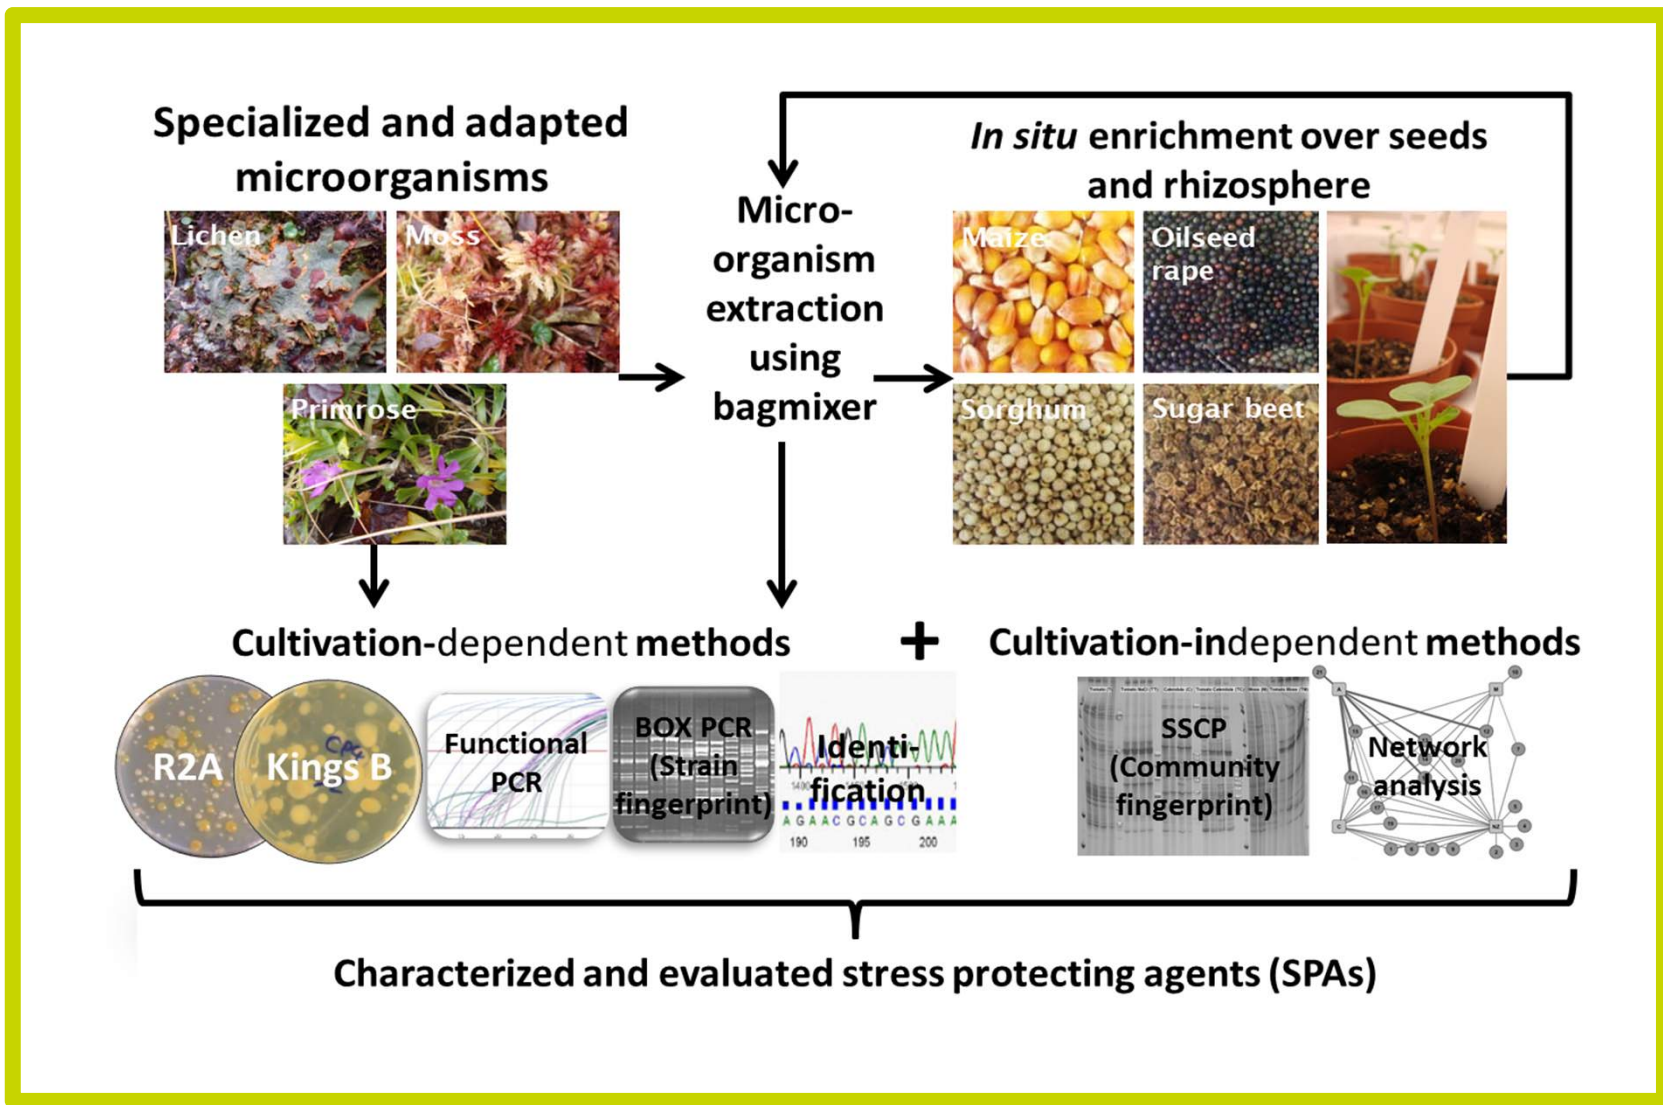 Specialized and adapted
microorganisms
Lichen
Moss
Primrose
Micro-
organism
extraction
using
bagmixer
In situ enrichment over seeds
and rhizosphere
Maize
Oilseed
rape
Sorghum
Sugar beet
Cultivation-dependent methods
+
Cultivation-independent methods
R2A
Kings B
Functional
PCR
BOX PCR
(Strain
fingerprint)
Identi-
fication
A G A A C G C A G C G A A A
190 195 200
SSCP
(Community
fingerprint)
Network
analysis
Characterized and evaluated stress protecting agents (SPAs)